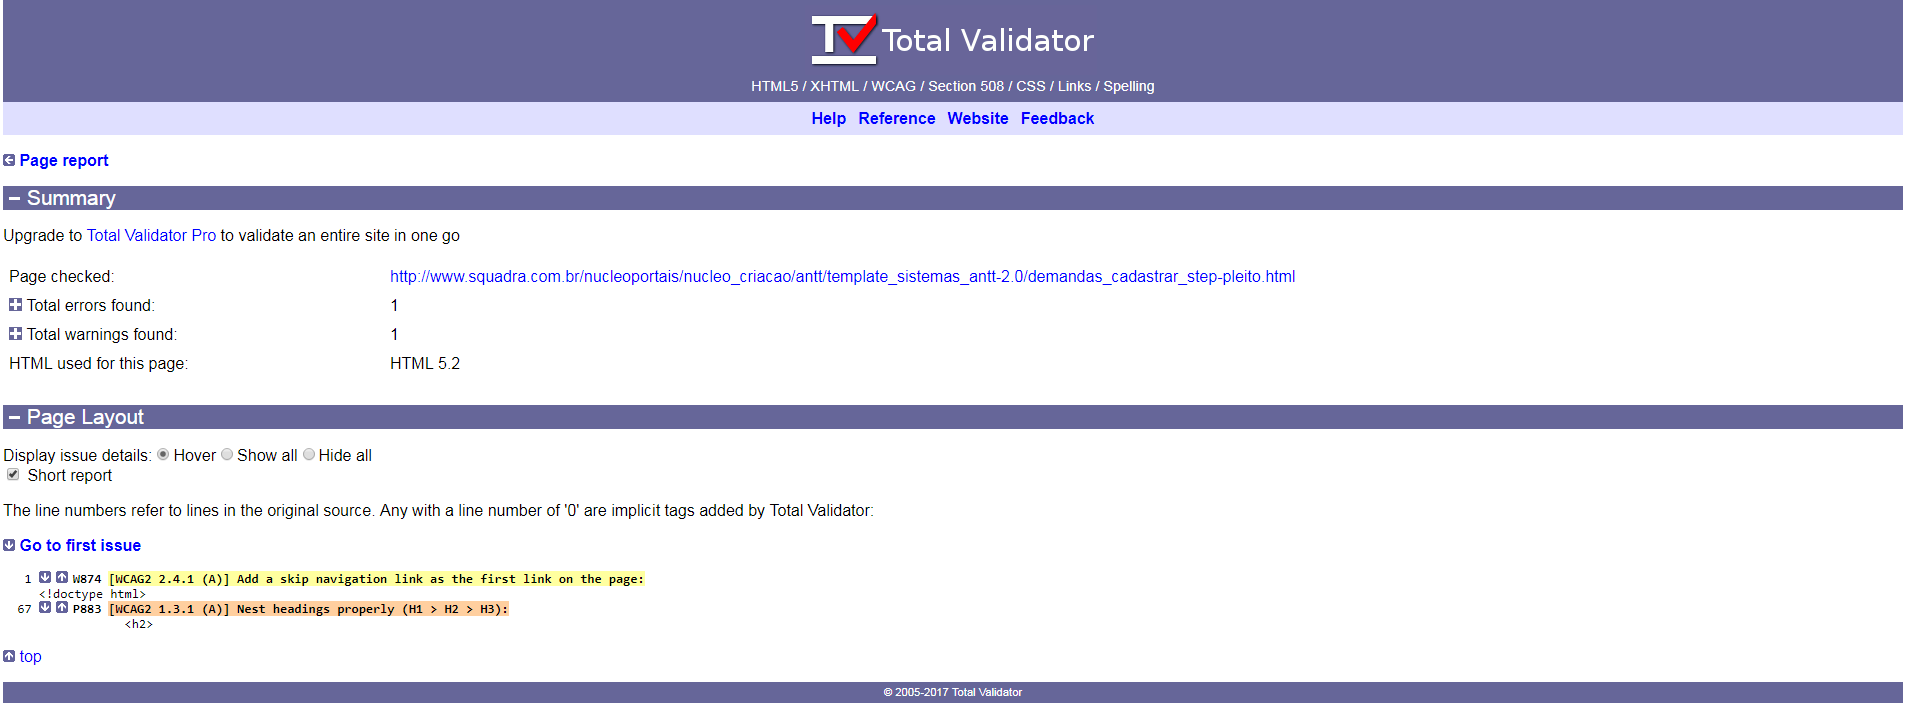 Total Validator
HTML5 / XHTML / WCAG / Section 508 / CSS / Links / Spelling
Help Reference Website Feedback
Page report
Summary
Upgrade to Total Validator Pro to validate an entire site in one go
Page checked: http://www.squadra.com.br/nucleoportais/nucleo_criacao/antt/template_sistemas_antt-2.0/demandas_cadastrar_step-pleito.html
Total errors found: 1
Total warnings found: 1
HTML used for this page: HTML 5.2
Page Layout
Display issue details: Hover Show all Hide all
Short report
The line numbers refer to lines in the original source. Any with a line number of '0' are implicit tags added by Total Validator:
Go to first issue
1 W874 [WCAG2 2.4.1 (A)] Add a skip navigation link as the first link on the page:
<!doctype html>
67 P883 [WCAG2 1.3.1 (A)] Nest headings properly (H1 > H2 > H3):
<h2>
top
© 2005-2017 Total Validator